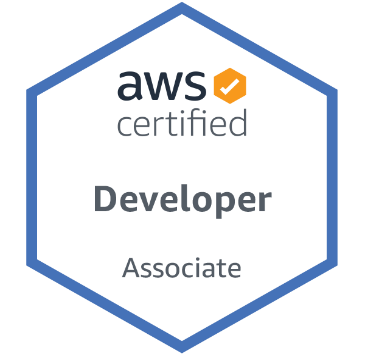 aws
certified
Developer
Associate